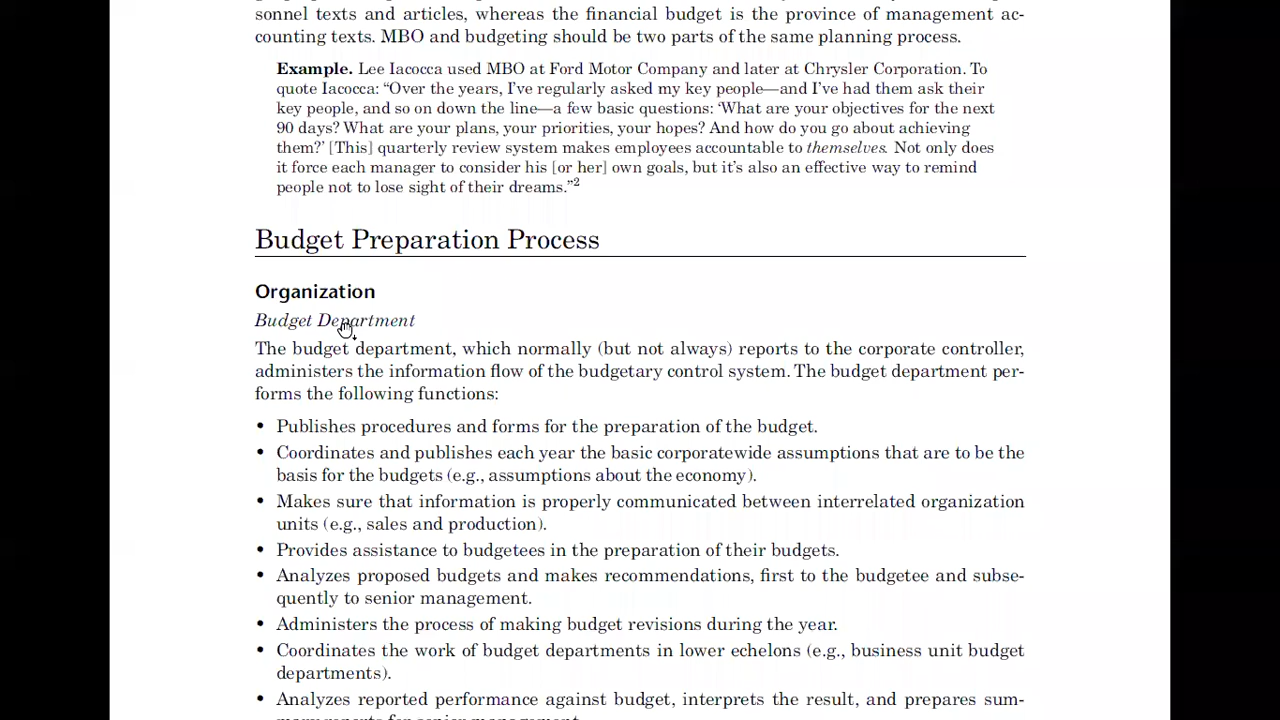 sonnel texts and articles, whereas the financial budget is the province of management ac-
counting texts. MBO and budgeting should be two parts of the same planning process.
Example. Lee Iacocca used MBO at Ford Motor Company and later at Chrysler Corporation. To
quote Iacocca: “Over the years, I’ve regularly asked my key people—and I’ve had them ask their
key people, and so on down the line—a few basic questions: ‘What are your objectives for the next
90 days? What are your plans, your priorities, your hopes? And how do you go about achieving
them?’ [This] quarterly review system makes employees accountable to themselves. Not only does
it force each manager to consider his [or her] own goals, but it’s also an effective way to remind
people not to lose sight of their dreams.”2
Budget Preparation Process
Organization
Budget Department
The budget department, which normally (but not always) reports to the corporate controller,
administers the information flow of the budgetary control system. The budget department per-
forms the following functions:
• Publishes procedures and forms for the preparation of the budget.
• Coordinates and publishes each year the basic corporatewide assumptions that are to be the
basis for the budgets (e.g., assumptions about the economy).
• Makes sure that information is properly communicated between interrelated organization
units (e.g., sales and production).
• Provides assistance to budgetees in the preparation of their budgets.
• Analyzes proposed budgets and makes recommendations, first to the budgetee and subse-
quently to senior management.
• Administers the process of making budget revisions during the year.
• Coordinates the work of budget departments in lower echelons (e.g., business unit budget
departments).
• Analyzes reported performance against budget, interprets the result, and prepares sum-